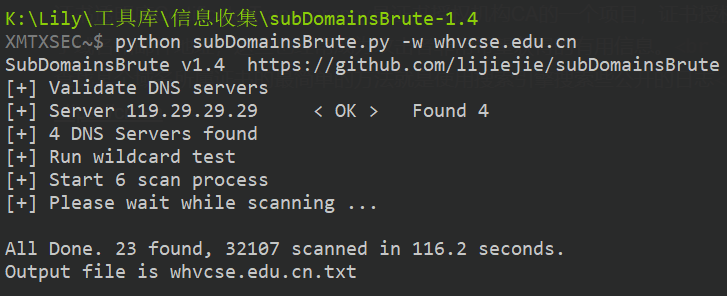 K:\Lily\工具库\信息收集\subDomainsBrute-1.4
XMTXSEC~$ python subDomainsBrute.py -w whvcse.edu.cn
SubDomainsBrute v1.4  https://github.com/lijiejie/subDomainsBrute
[+] Validate DNS servers
[+] Server 119.29.29.29     < OK >   Found 4
[+] 4 DNS Servers found
[+] Run wildcard test
[+] Start 6 scan process
[+] Please wait while scanning ...
All Done. 23 found, 32107 scanned in 116.2 seconds.
Output file is whvcse.edu.cn.txt